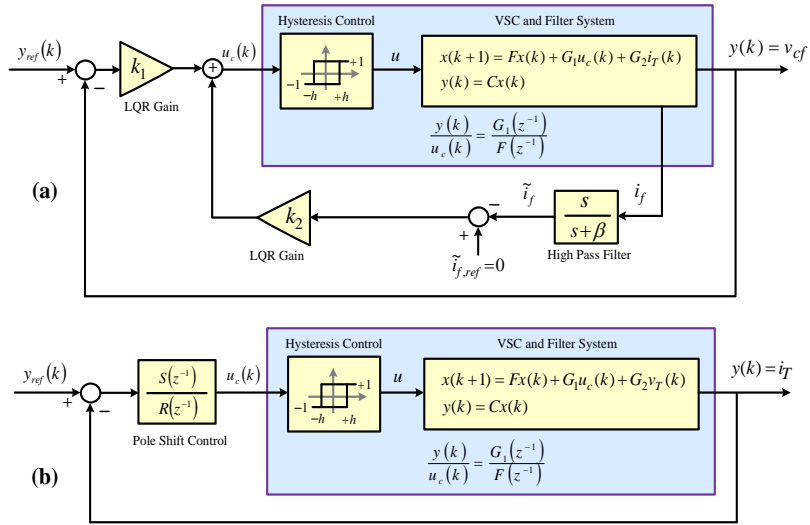 Hysteresis Control
VSC and Filter System
y_ref(k)
+
−
k_1
LQR Gain
+
u_c(k)
+1
−1
−h
+h
u
x(k+1) = Fx(k) + G_1u_c(k) + G_2i_T(k)
y(k) = Cx(k)
y(k) = v_cf
y(k)/u_c(k) = G_1(z^-1)/F(z^-1)
(a)
k_2
LQR Gain
−
+
ĩ_f
i_f
s/(s+β)
High Pass Filter
ĩ_f,ref = 0
Hysteresis Control
VSC and Filter System
y_ref(k)
+
−
S(z^-1)/R(z^-1)
Pole Shift Control
u_c(k)
+1
−1
−h
+h
u
x(k+1) = Fx(k) + G_1u_c(k) + G_2v_T(k)
y(k) = Cx(k)
y(k) = i_T
y(k)/u_c(k) = G_1(z^-1)/F(z^-1)
(b)